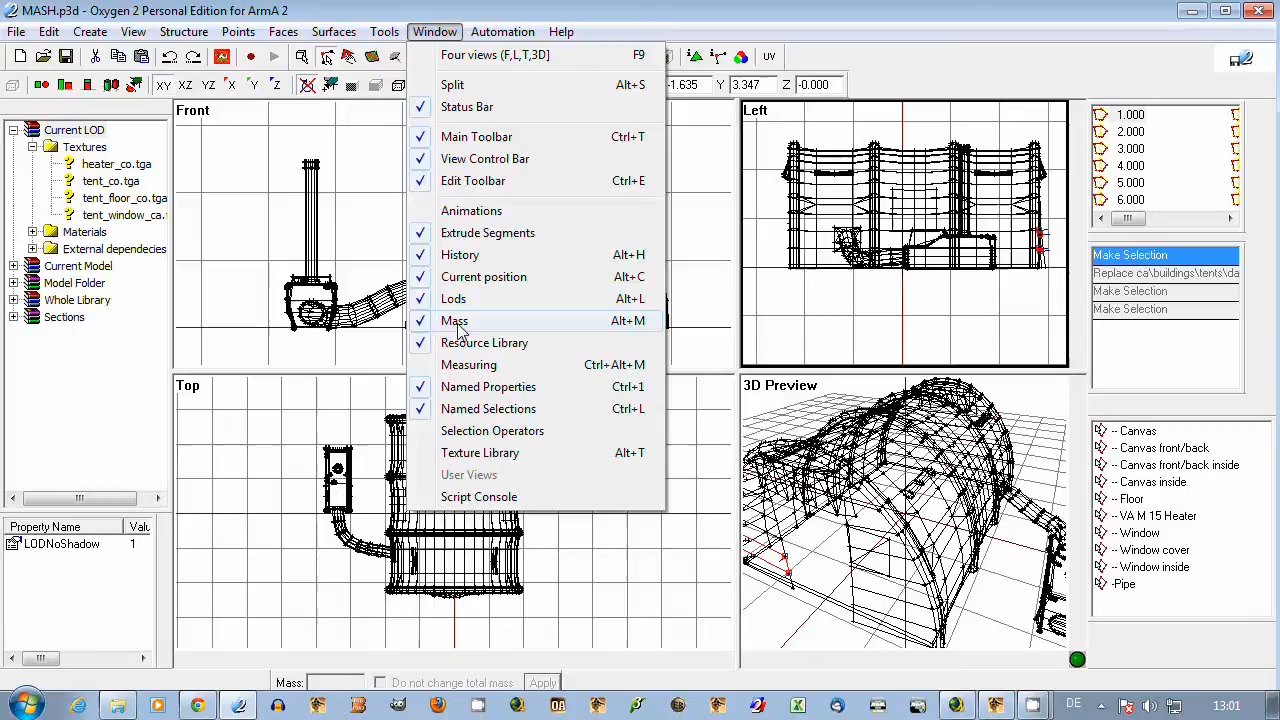 MASH.p3d - Oxygen 2 Personal Edition for ArmA 2
File Edit Create View Structure Points Faces Surfaces Tools Window Automation Help
UV
XY XZ YZ X Y Z
-1.635 Y 3.347 Z -0.000
Four views (F,L,T,3D] F9
Split Alt+S
Status Bar
Main Toolbar Ctrl+T
View Control Bar
Edit Toolbar Ctrl+E
Animations
Extrude Segments
History Alt+H
Current position Alt+C
Lods Alt+L
Mass Alt+M
Resource Library
Measuring Ctrl+Alt+M
Named Properties Ctrl+1
Named Selections Ctrl+L
Selection Operators
Texture Library Alt+T
User Views
Script Console
Current LOD
Textures
heater_co.tga
tent_co.tga
tent_floor_co.tga
tent_window_ca.
Materials
External dependecies
Current Model
Model Folder
Whole Library
Sections
Property Name Valu
LODNoShadow 1
Front
Left
Top
3D Preview
1.000
2.000
3.000
4.000
5.000
6.000
Make Selection
Replace ca\buildings\tents\da
Make Selection
Make Selection
-- Canvas
-- Canvas front/back
-- Canvas front/back inside
-- Canvas inside
-- Floor
-- VA M 15 Heater
-- Window
-- Window cover
-- Window inside
-Pipe
Mass: Do not change total mass Apply
DE 13:01